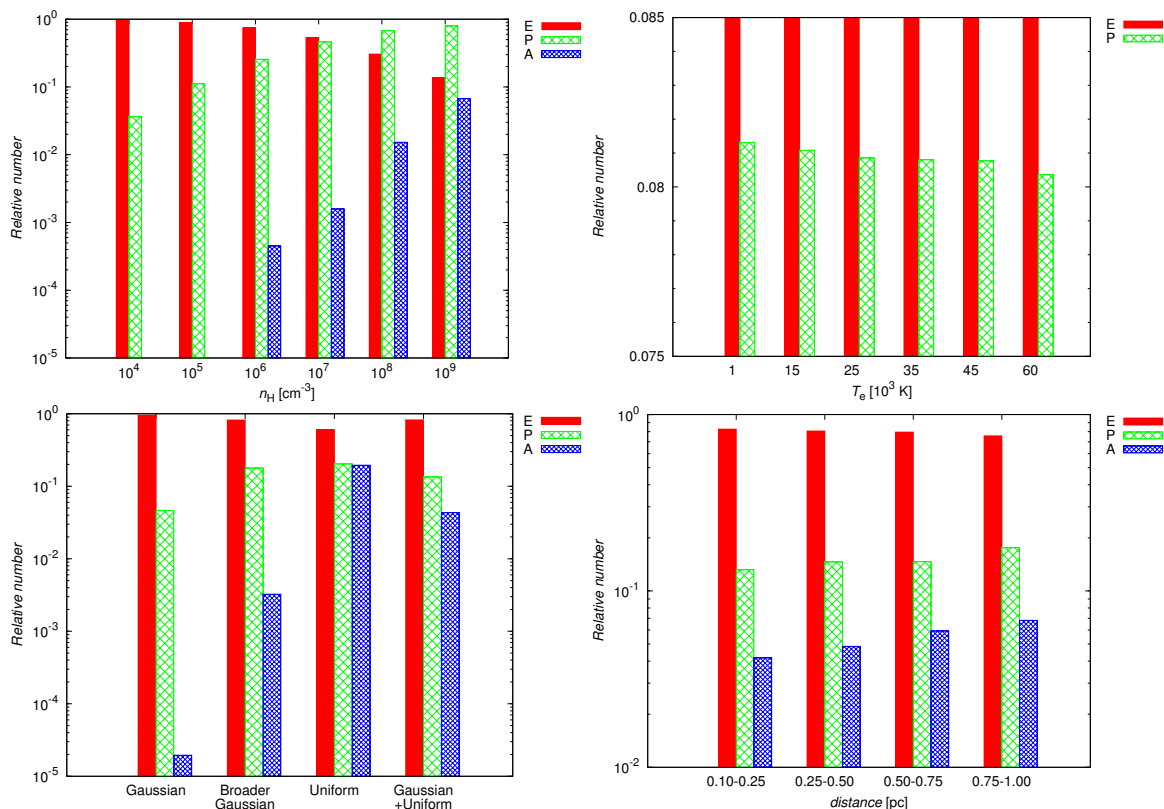 10^0
10^-1
10^-2
10^-3
10^-4
10^-5
Relative number
10^4 10^5 10^6 10^7 10^8 10^9
n_H [cm^-3]
E
P
A
0.085
0.08
0.075
Relative number
1 15 25 35 45 60
T_e [10^3 K]
E
P
10^0
10^-1
10^-2
10^-3
10^-4
10^-5
Relative number
Gaussian Broader Uniform Gaussian
Gaussian +Uniform
E
P
A
10^0
10^-1
10^-2
Relative number
0.10-0.25 0.25-0.50 0.50-0.75 0.75-1.00
distance [pc]
E
P
A